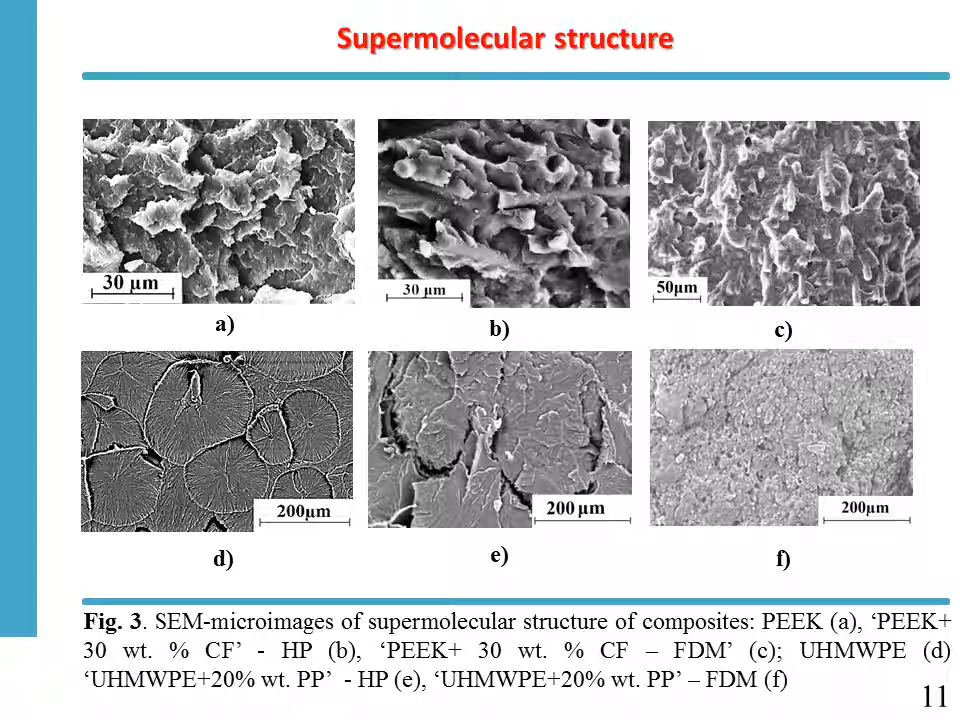 Supermolecular structure
30 µm
30 µm
50µm
a)
b)
c)
200µm
200 µm
200µm
d)
e)
f)
Fig. 3. SEM-microimages of supermolecular structure of composites: PEEK (a), ‘PEEK+
30 wt. % CF’ - HP (b), ‘PEEK+ 30 wt. % CF – FDM’ (c); UHMWPE (d)
‘UHMWPE+20% wt. PP’ - HP (e), ‘UHMWPE+20% wt. PP’ – FDM (f)
11